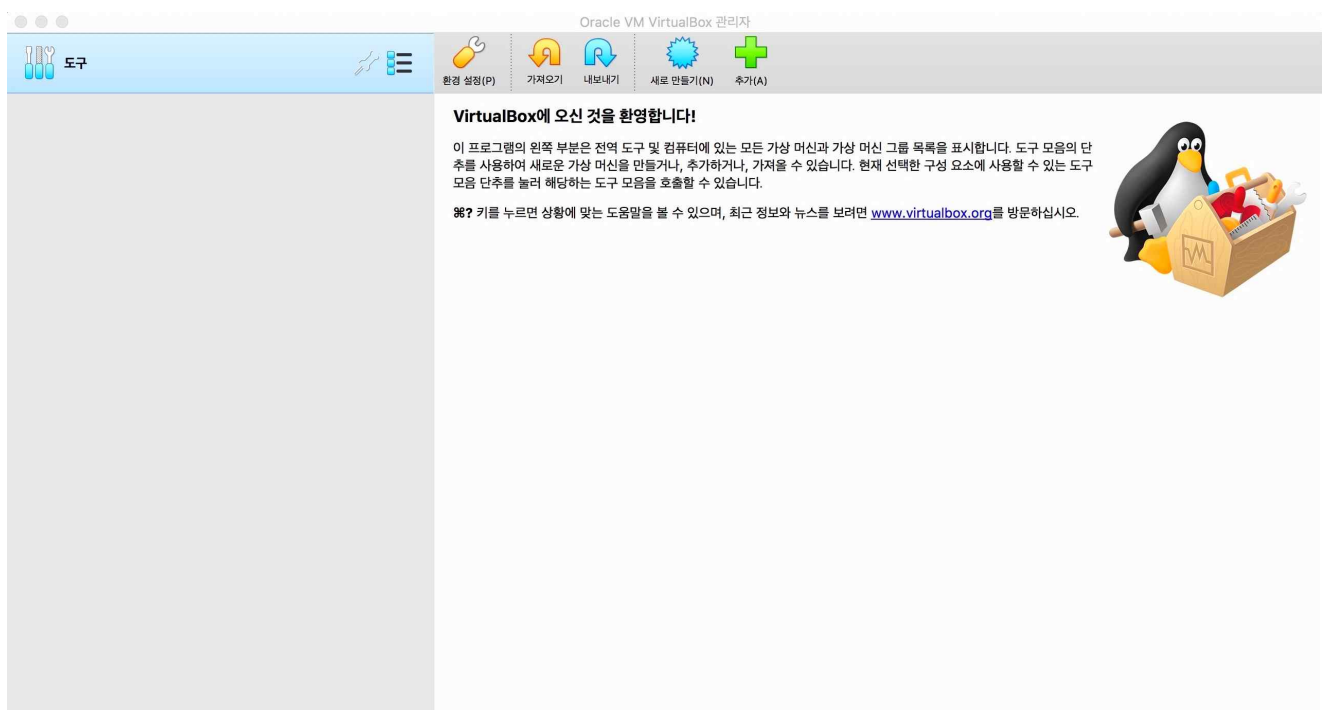 Oracle VM VirtualBox 관리자
도구
환경 설정(P)
가져오기
내보내기
새로 만들기(N)
추가(A)
VirtualBox에 오신 것을 환영합니다!
이 프로그램의 왼쪽 부분은 전역 도구 및 컴퓨터에 있는 모든 가상 머신과 가상 머신 그룹 목록을 표시합니다. 도구 모음의 단
추를 사용하여 새로운 가상 머신을 만들거나, 추가하거나, 가져올 수 있습니다. 현재 선택한 구성 요소에 사용할 수 있는 도구
모음 단추를 눌러 해당하는 도구 모음을 호출할 수 있습니다.
⌘? 키를 누르면 상황에 맞는 도움말을 볼 수 있으며, 최근 정보와 뉴스를 보려면 www.virtualbox.org를 방문하십시오.